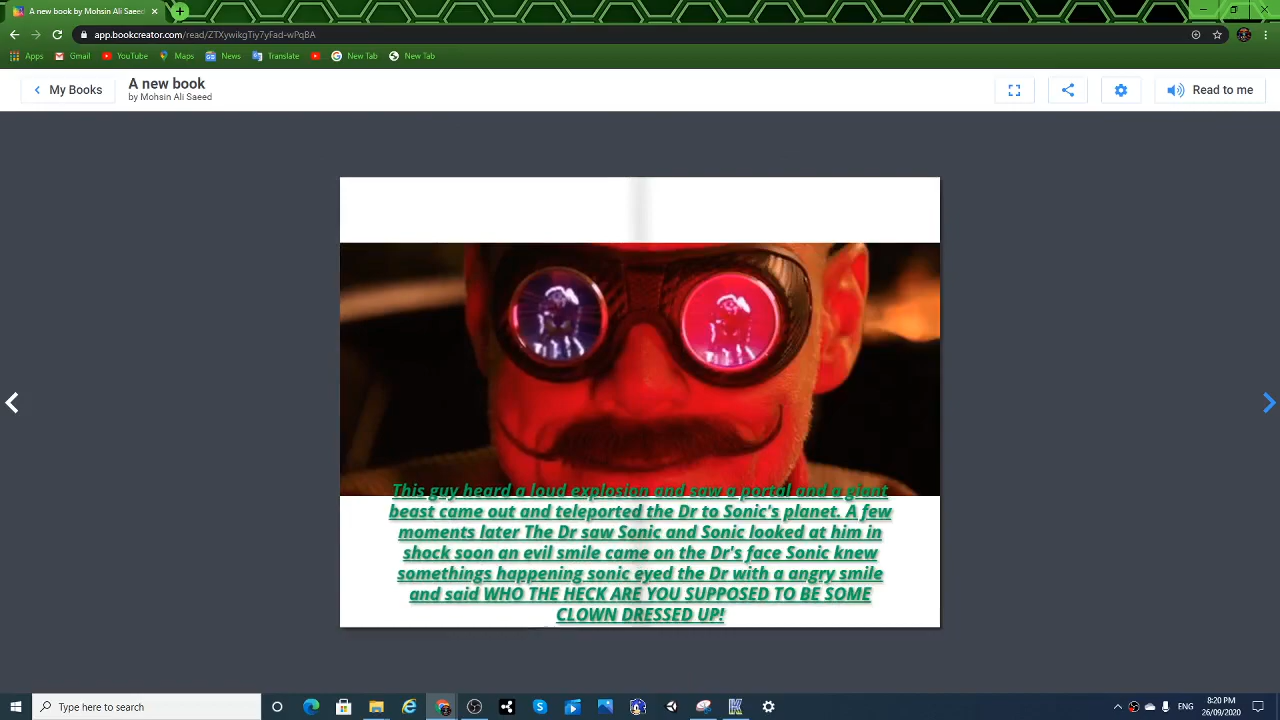 A new book by Mohsin Ali Saeed
app.bookcreator.com/read/ZTXywikgTiy7yFad-wPqBA
Apps Gmail YouTube Maps News Translate New Tab New Tab
My Books
A new book
by Mohsin Ali Saeed
Read to me
This guy heard a loud explosion and saw a portal and a giant
beast came out and teleported the Dr to Sonic's planet. A few
moments later The Dr saw Sonic and Sonic looked at him in
shock soon an evil smile came on the Dr's face Sonic knew
somethings happening sonic eyed the Dr with a angry smile
and said WHO THE HECK ARE YOU SUPPOSED TO BE SOME
CLOWN DRESSED UP!
Type here to search
ENG
8:20 PM
26/09/2020